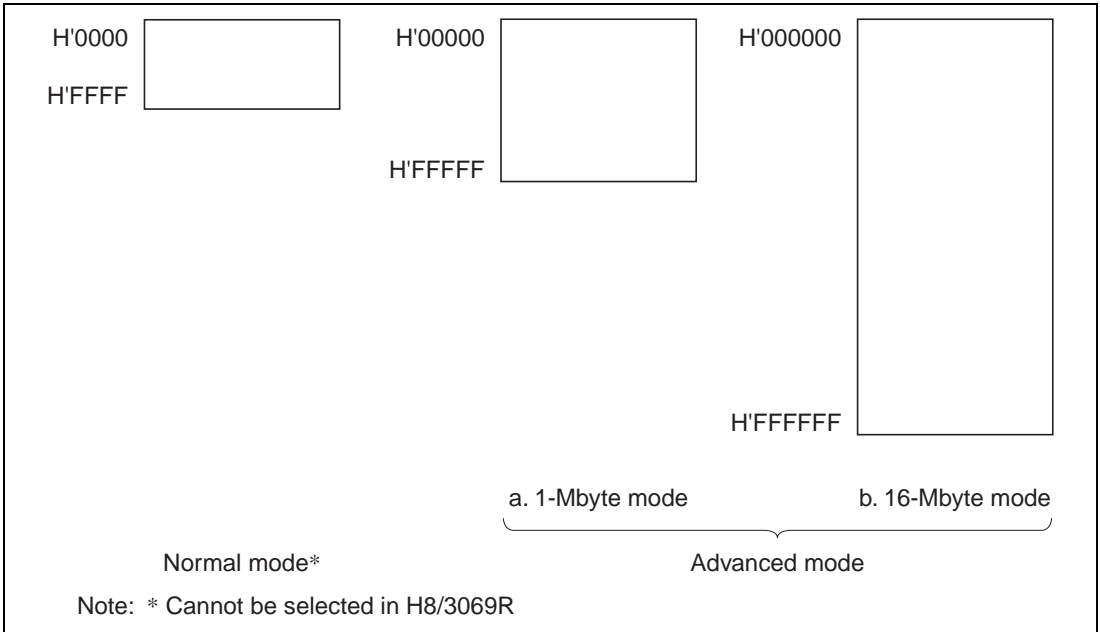 H'0000
H'FFFF
H'00000
H'FFFFF
H'000000
H'FFFFFF
a. 1-Mbyte mode
b. 16-Mbyte mode
Normal mode*
Advanced mode
Note: * Cannot be selected in H8/3069R